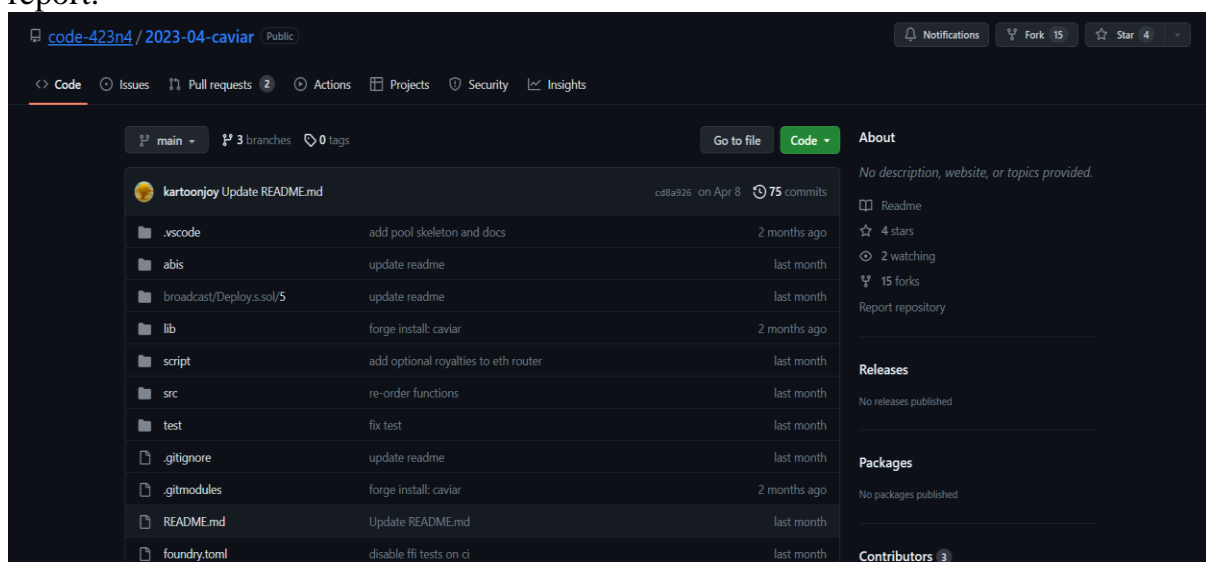 report.
code-423n4 / 2023-04-caviar Public
Notifications Fork 15 Star 4
Code Issues Pull requests 2 Actions Projects Security Insights
main 3 branches 0 tags Go to file Code
kartoonjoy Update README.md cd8a926 on Apr 8 75 commits
.vscode add pool skeleton and docs 2 months ago
abis update readme last month
broadcast/Deploy.s.sol/5 update readme last month
lib forge install: caviar 2 months ago
script add optional royalties to eth router last month
src re-order functions last month
test fix test last month
.gitignore update readme last month
.gitmodules forge install: caviar 2 months ago
README.md Update README.md last month
foundry.toml disable ffi tests on ci last month
About
No description, website, or topics provided.
Readme
4 stars
2 watching
15 forks
Report repository
Releases
No releases published
Packages
No packages published
Contributors 3